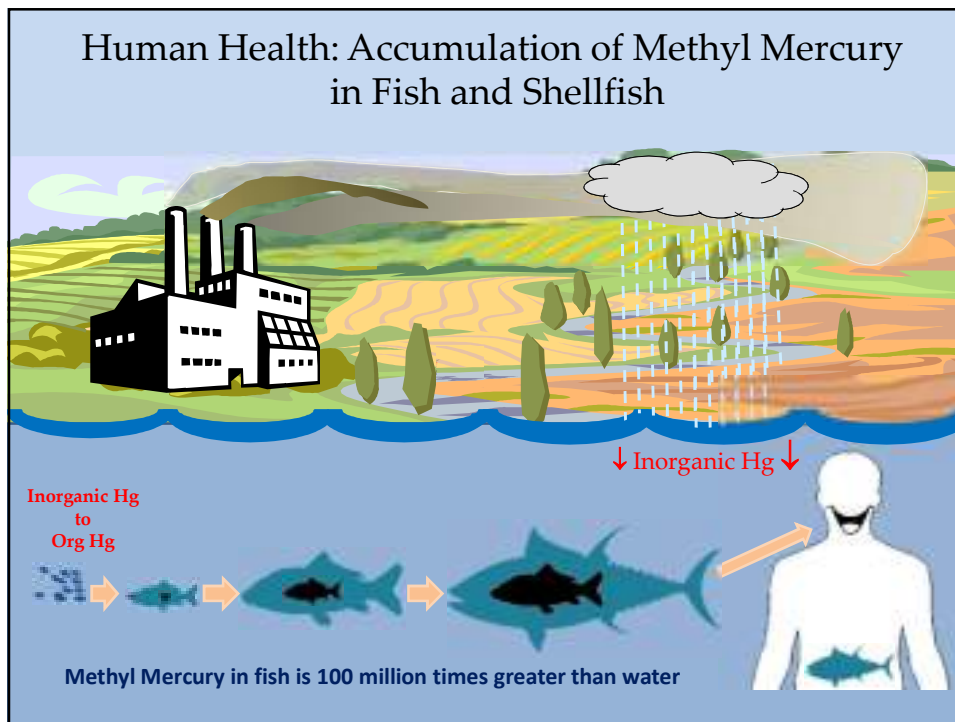 Human Health: Accumulation of Methyl Mercury
in Fish and Shellfish
↓ Inorganic Hg ↓
Inorganic Hg
to
Org Hg
Methyl Mercury in fish is 100 million times greater than water